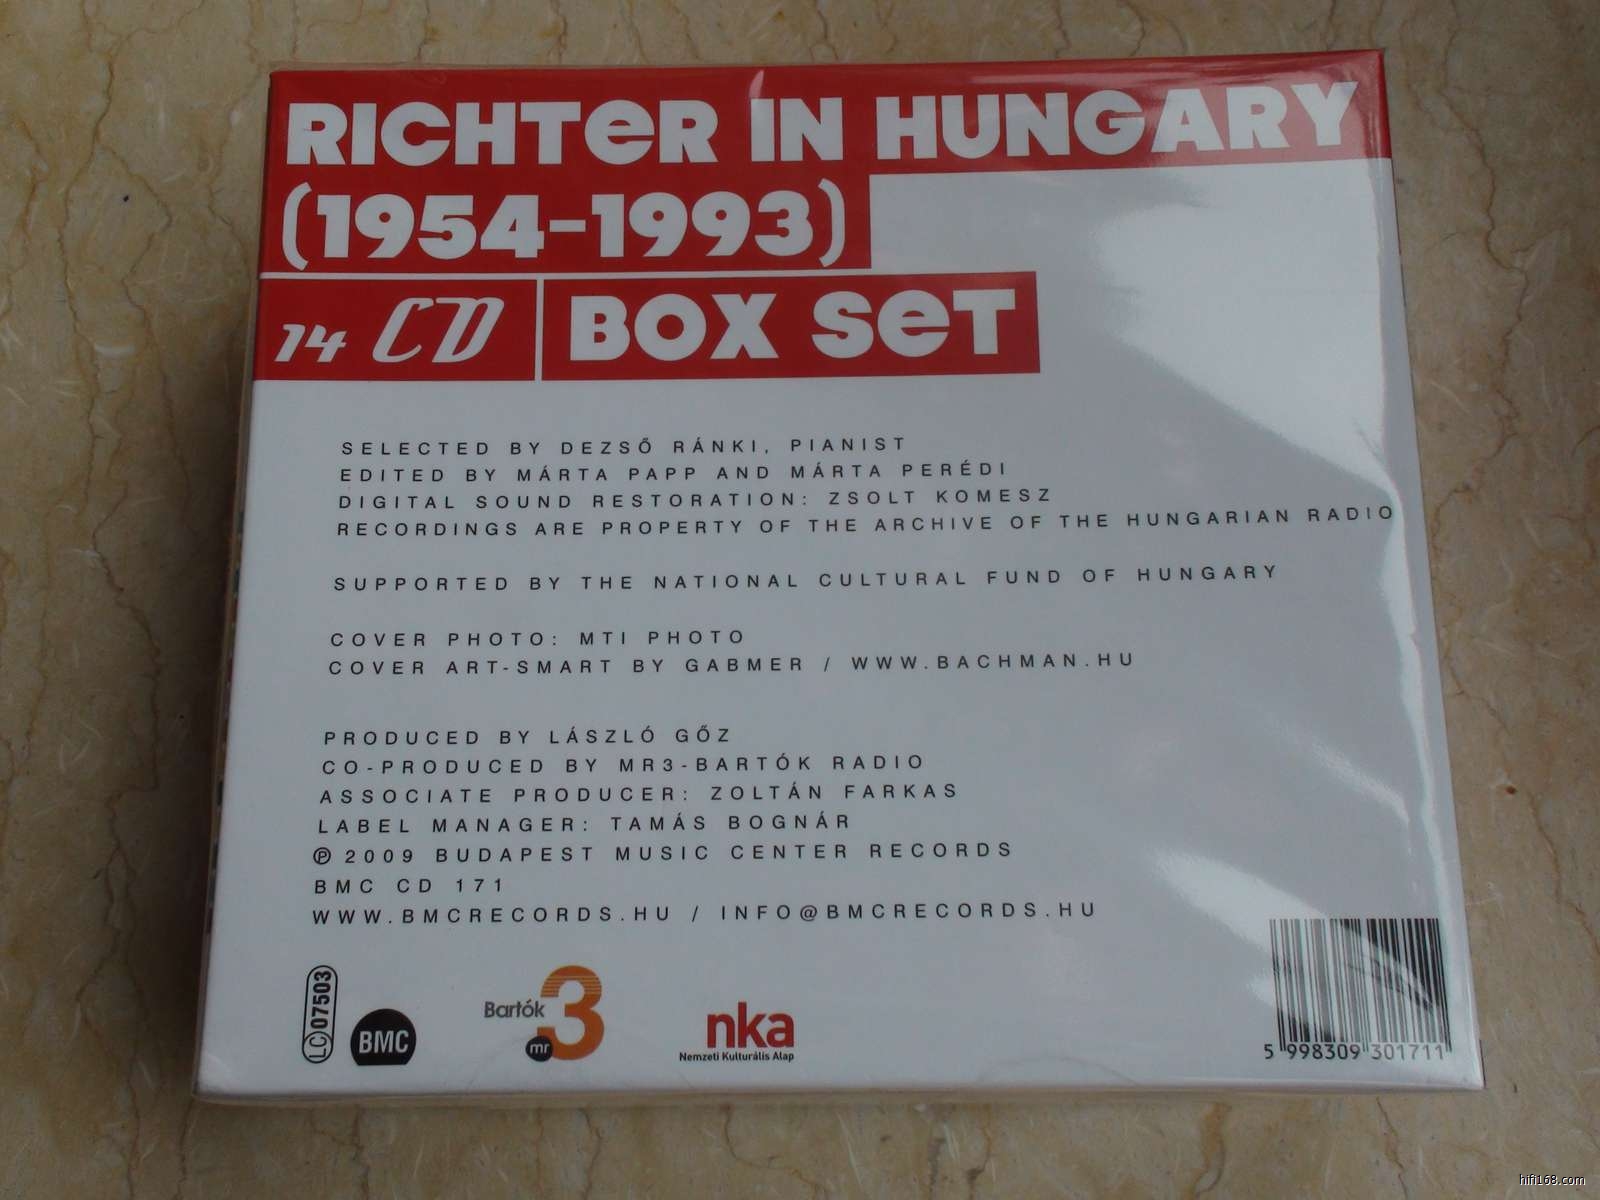 RICHTER IN HUNGARY
(1954-1993)
14 CD BOX SET
SELECTED BY DEZSŐ RÁNKI, PIANIST
EDITED BY MÁRTA PAPP AND MÁRTA PERÉDI
DIGITAL SOUND RESTORATION: ZSOLT KOMESZ
RECORDINGS ARE PROPERTY OF THE ARCHIVE OF THE HUNGARIAN RADIO
SUPPORTED BY THE NATIONAL CULTURAL FUND OF HUNGARY
COVER PHOTO: MTI PHOTO
COVER ART-SMART BY GABMER / WWW.BACHMAN.HU
PRODUCED BY LÁSZLÓ GŐZ
CO-PRODUCED BY MR3-BARTÓK RADIO
ASSOCIATE PRODUCER: ZOLTÁN FARKAS
LABEL MANAGER: TAMÁS BOGNÁR
℗ 2009 BUDAPEST MUSIC CENTER RECORDS
BMC CD 171
WWW.BMCRECORDS.HU / INFO@BMCRECORDS.HU
LC 07503
BMC
Bartók 3
mr
nka
Nemzeti Kulturális Alap
5 998309 301711
hifi168.com